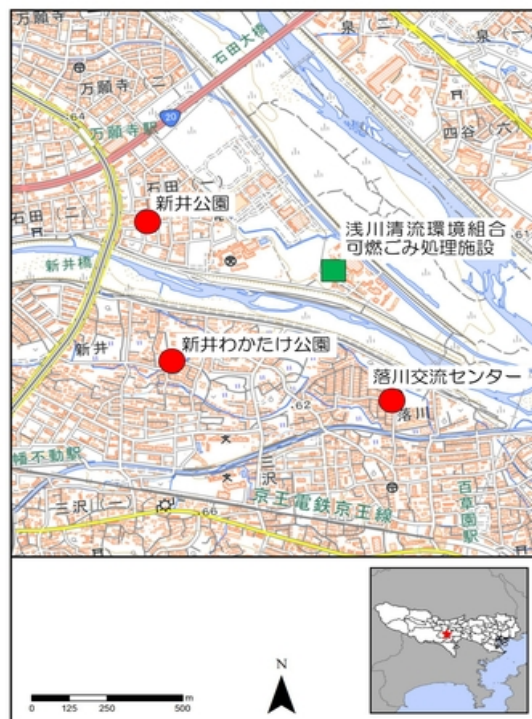 万願寺(二)
泉(二)
泉(一)
石田大橋
万願寺(二)
.64
万願寺駅
20
四谷(六)
石田(一)
新井公園
石田(二)
.61
浅川清流環境組合
可燃ごみ処理施設
新井橋
新井わかたけ公園
新井
落川交流センター
.62
落川
幡不動駅
三沢
三沢(一)
.66
京王電鉄京王線
百草園駅
N
0 125 250 500
m